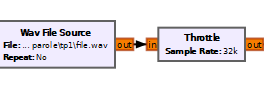 Wav File Source
File: ... parole\tp1\file.wav
Repeat: No
out
in
Throttle
Sample Rate: 32k
out